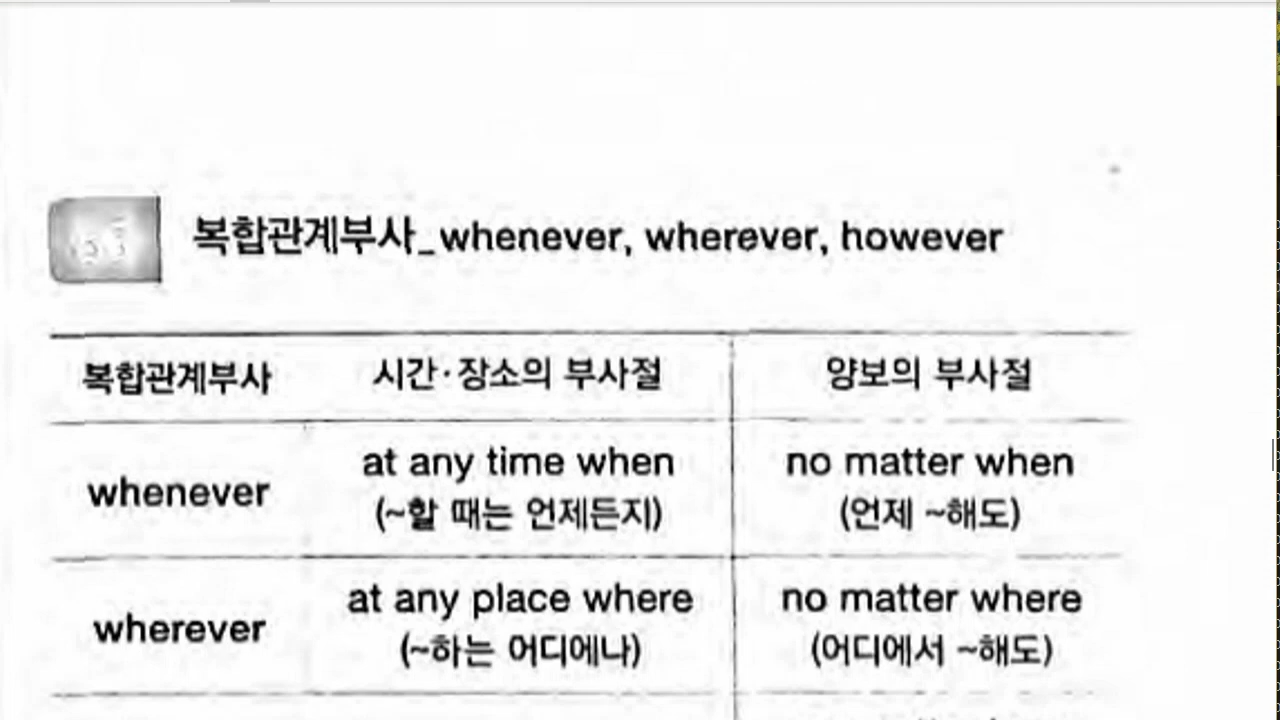 복합관계부사_whenever, wherever, however
복합관계부사 시간·장소의 부사절 양보의 부사절
whenever
at any time when
(~할 때는 언제든지)
no matter when
(언제 ~해도)
wherever
at any place where
(~하는 어디에나)
no matter where
(어디에서 ~해도)